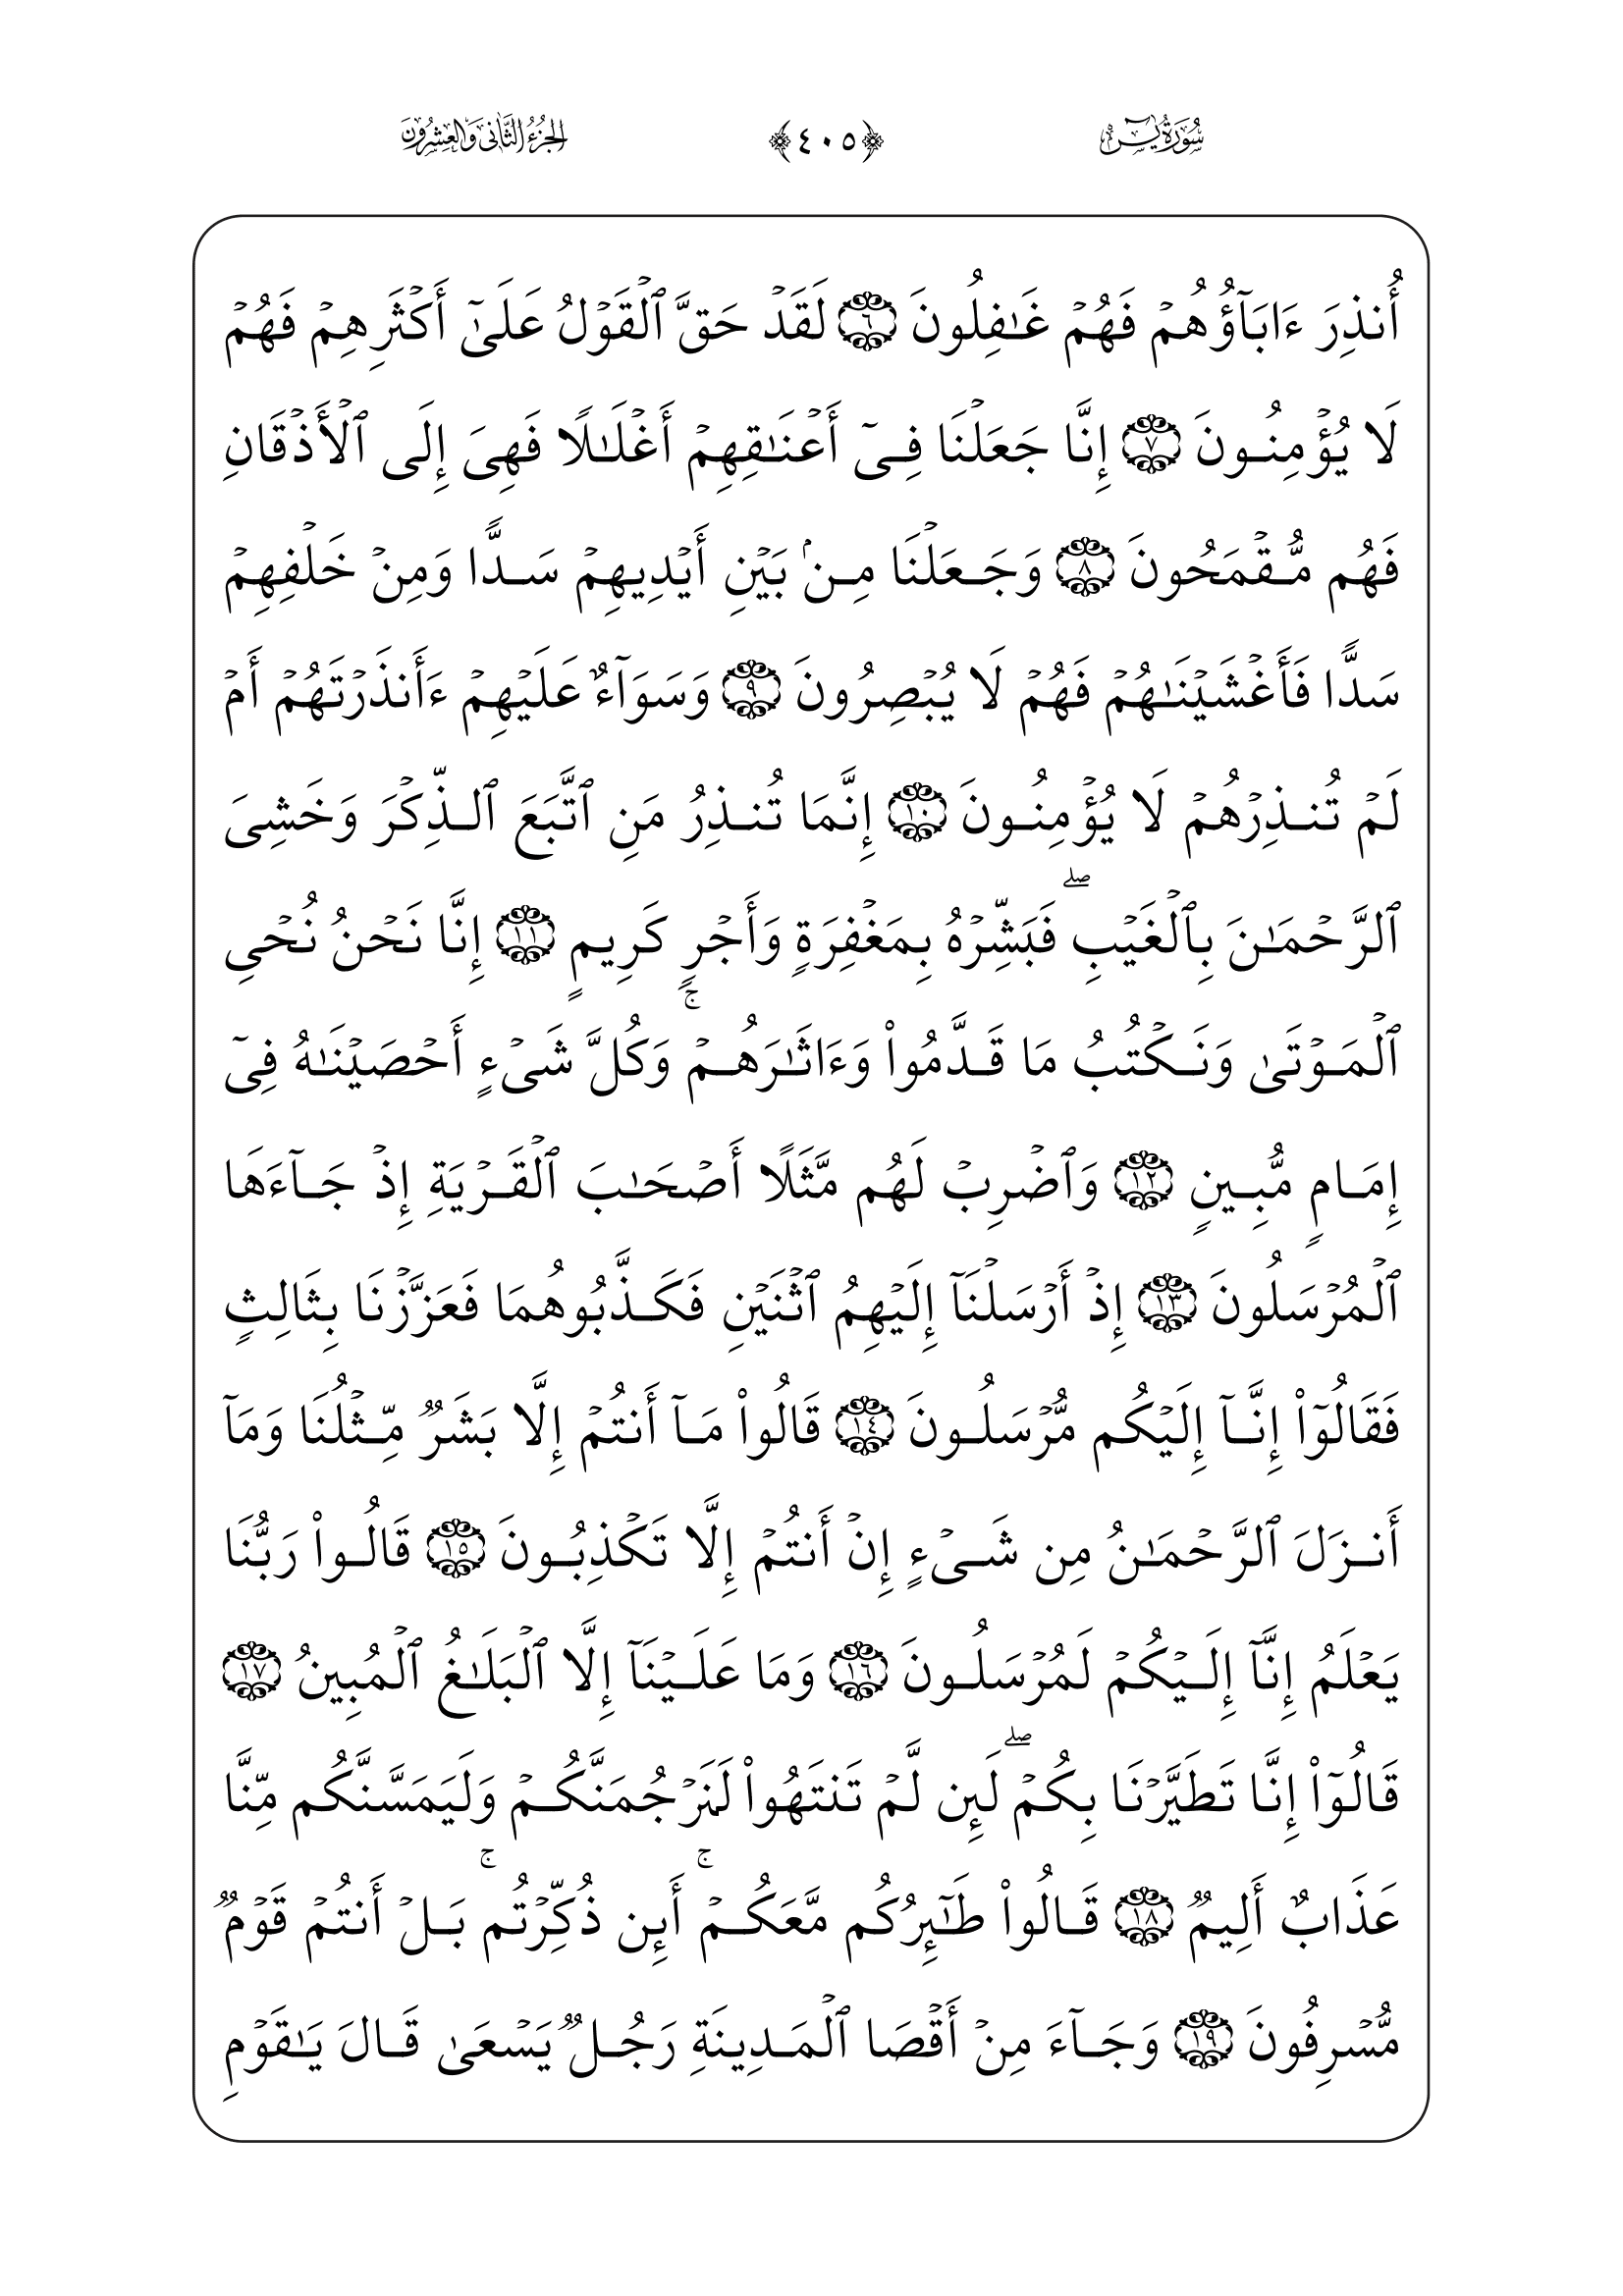 سُورَةُ يسٓ ﴿٤٠٥﴾ الجُزْءُ الثَّانِي وَالعِشْرُونَ
أُنذِرَ ءَابَآؤُهُمۡ فَهُمۡ غَٰفِلُونَ ٦ لَقَدۡ حَقَّ ٱلۡقَوۡلُ عَلَىٰٓ أَكۡثَرِهِمۡ فَهُمۡ
لَا يُؤۡمِنُونَ ٧ إِنَّا جَعَلۡنَا فِىٓ أَعۡنَٰقِهِمۡ أَغۡلَٰلًا فَهِىَ إِلَى ٱلۡأَذۡقَانِ
فَهُم مُّقۡمَحُونَ ٨ وَجَعَلۡنَا مِنۢ بَيۡنِ أَيۡدِيهِمۡ سَدًّا وَمِنۡ خَلۡفِهِمۡ
سَدًّا فَأَغۡشَيۡنَٰهُمۡ فَهُمۡ لَا يُبۡصِرُونَ ٩ وَسَوَآءٌ عَلَيۡهِمۡ ءَأَنذَرۡتَهُمۡ أَمۡ
لَمۡ تُنذِرۡهُمۡ لَا يُؤۡمِنُونَ ١٠ إِنَّمَا تُنذِرُ مَنِ ٱتَّبَعَ ٱلذِّكۡرَ وَخَشِىَ
ٱلرَّحۡمَٰنَ بِٱلۡغَيۡبِۖ فَبَشِّرۡهُ بِمَغۡفِرَةٍ وَأَجۡرٍ كَرِيمٍ ١١ إِنَّا نَحۡنُ نُحۡىِ
ٱلۡمَوۡتَىٰ وَنَكۡتُبُ مَا قَدَّمُوا۟ وَءَاثَٰرَهُمۡۚ وَكُلَّ شَىۡءٍ أَحۡصَيۡنَٰهُ فِىٓ
إِمَامٍ مُّبِينٍ ١٢ وَٱضۡرِبۡ لَهُم مَّثَلًا أَصۡحَٰبَ ٱلۡقَرۡيَةِ إِذۡ جَآءَهَا
ٱلۡمُرۡسَلُونَ ١٣ إِذۡ أَرۡسَلۡنَآ إِلَيۡهِمُ ٱثۡنَيۡنِ فَكَذَّبُوهُمَا فَعَزَّزۡنَا بِثَالِثٍ
فَقَالُوٓا۟ إِنَّآ إِلَيۡكُم مُّرۡسَلُونَ ١٤ قَالُوا۟ مَآ أَنتُمۡ إِلَّا بَشَرٌ مِّثۡلُنَا وَمَآ
أَنزَلَ ٱلرَّحۡمَٰنُ مِن شَىۡءٍ إِنۡ أَنتُمۡ إِلَّا تَكۡذِبُونَ ١٥ قَالُوا۟ رَبُّنَا
يَعۡلَمُ إِنَّآ إِلَيۡكُمۡ لَمُرۡسَلُونَ ١٦ وَمَا عَلَيۡنَآ إِلَّا ٱلۡبَلَٰغُ ٱلۡمُبِينُ ١٧
قَالُوٓا۟ إِنَّا تَطَيَّرۡنَا بِكُمۡۖ لَئِن لَّمۡ تَنتَهُوا۟ لَنَرۡجُمَنَّكُمۡ وَلَيَمَسَّنَّكُم مِّنَّا
عَذَابٌ أَلِيمٌ ١٨ قَالُوا۟ طَٰٓئِرُكُم مَّعَكُمۡۚ أَئِن ذُكِّرۡتُمۚ بَلۡ أَنتُمۡ قَوۡمٌ
مُّسۡرِفُونَ ١٩ وَجَآءَ مِنۡ أَقۡصَا ٱلۡمَدِينَةِ رَجُلٌ يَسۡعَىٰ قَالَ يَٰقَوۡمِ